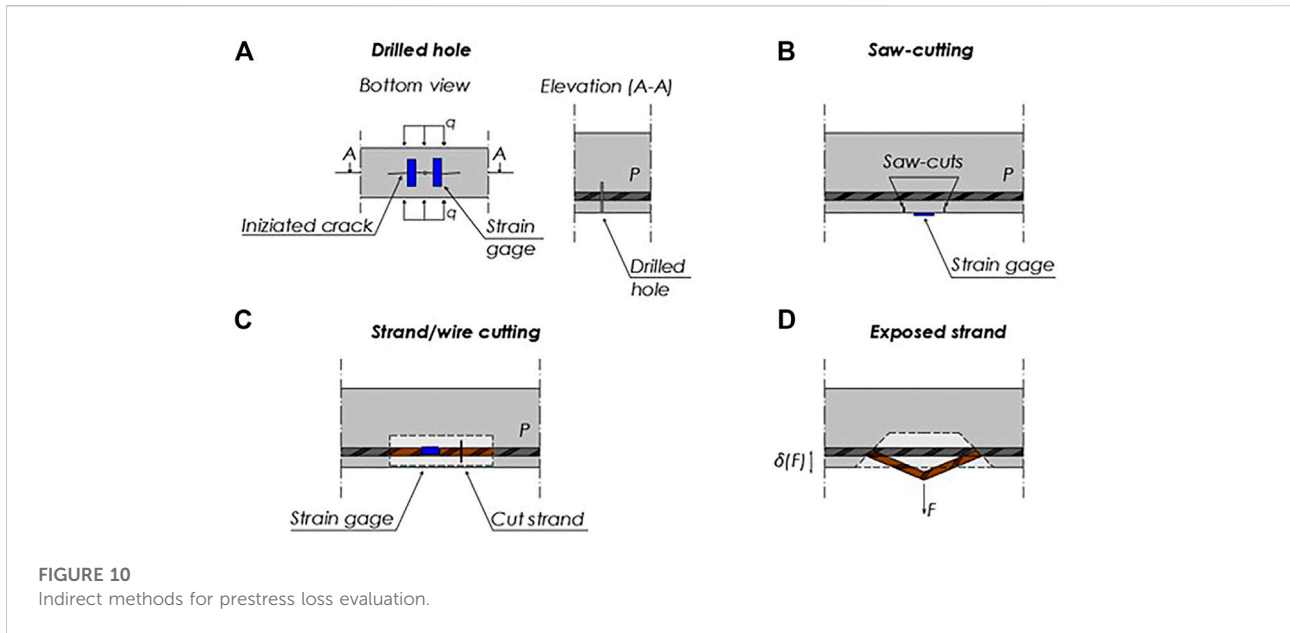 A
Drilled hole
Bottom view
Elevation (A-A)
q
A
A
P
q
Iniziated crack
Strain
gage
Drilled
hole
B
Saw-cutting
Saw-cuts
P
Strain gage
C
Strand/wire cutting
P
Strain gage
Cut strand
D
Exposed strand
δ(F)
F
FIGURE 10
Indirect methods for prestress loss evaluation.